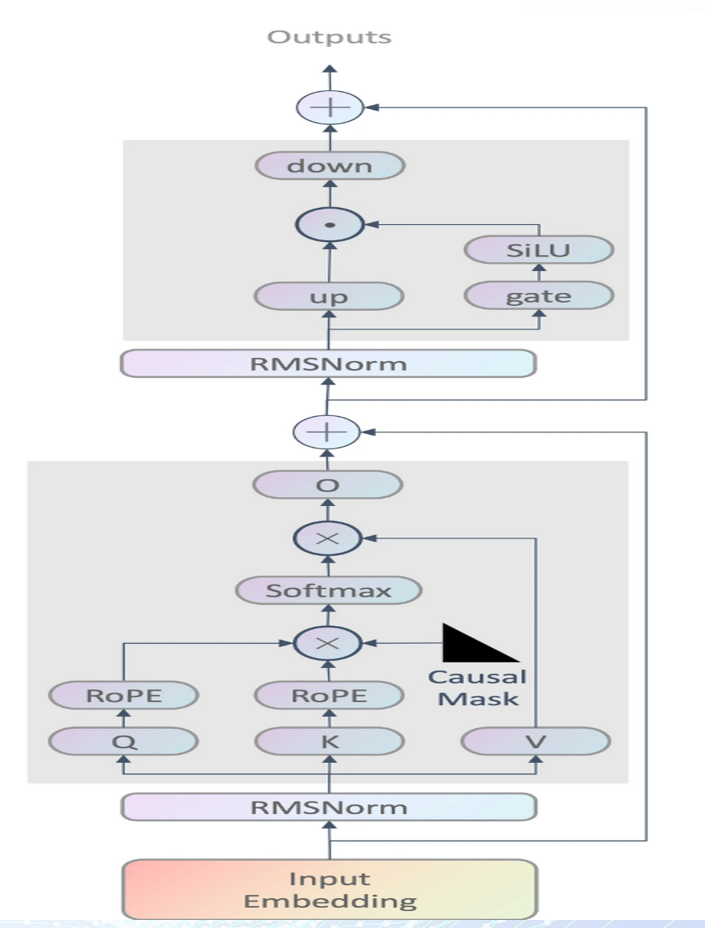 Outputs
+
down
•
SiLU
up
gate
RMSNorm
+
O
×
Softmax
×
RoPE
RoPE
Causal
Mask
Q
K
V
RMSNorm
Input
Embedding